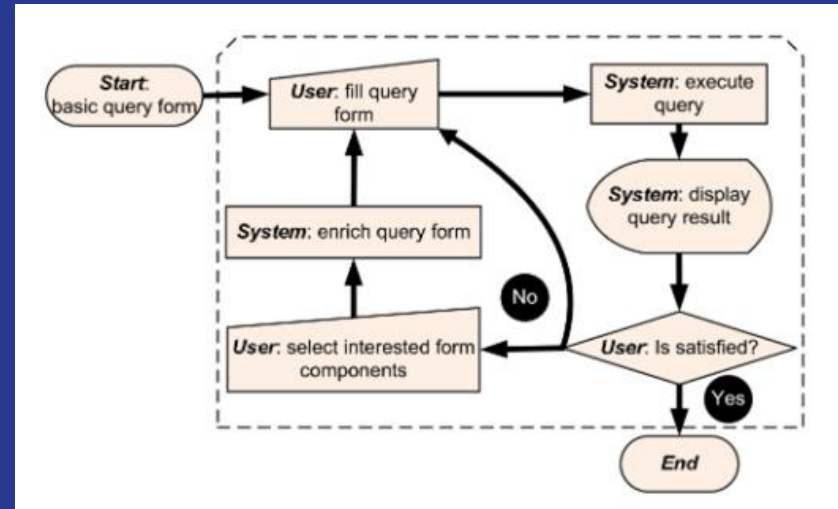 Start:
basic query form
User: fill query
form
System: execute
query
System: display
query result
System: enrich query form
No
User: select interested form
components
User: Is satisfied?
Yes
End